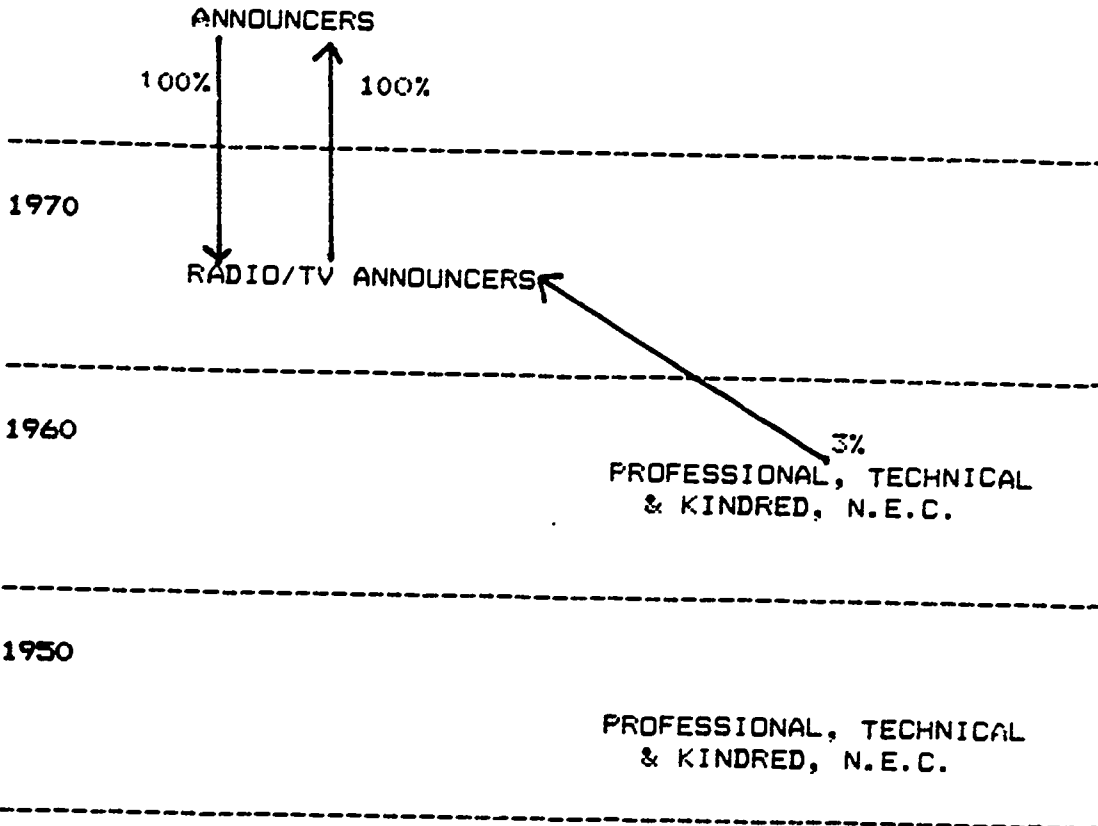 ANNOUNCERS
100% 100%
1970
RADIO/TV ANNOUNCERS
1960
3%
PROFESSIONAL, TECHNICAL
& KINDRED, N.E.C.
1950
PROFESSIONAL, TECHNICAL
& KINDRED, N.E.C.